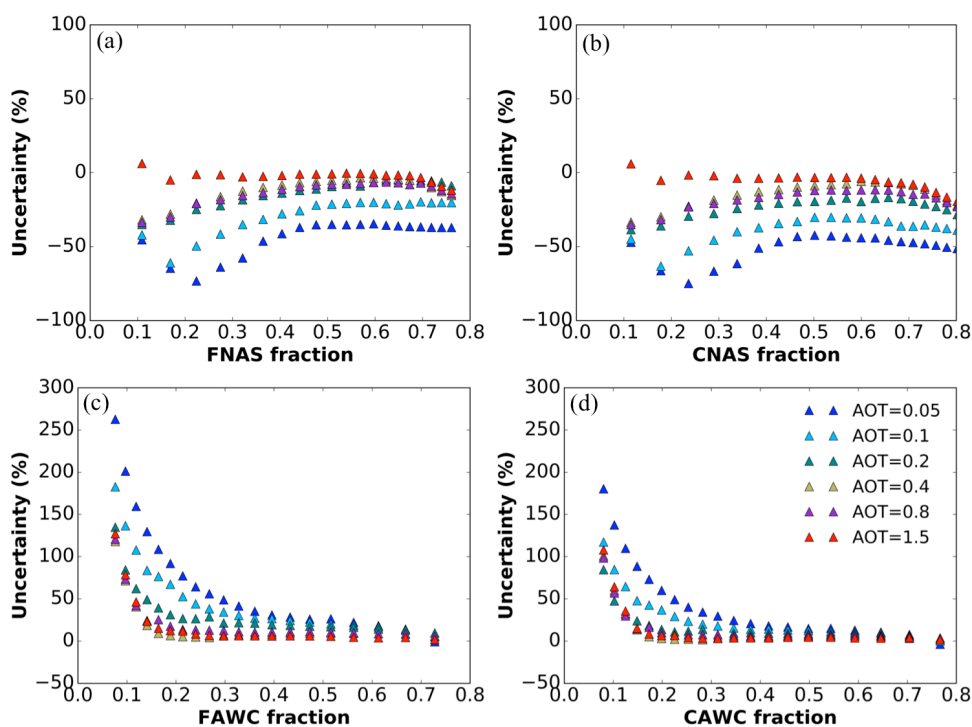 (a)
Uncertainty (%)
100
50
0
−50
−100
0.0 0.1 0.2 0.3 0.4 0.5 0.6 0.7 0.8
FNAS fraction
(b)
Uncertainty (%)
100
50
0
−50
−100
0.0 0.1 0.2 0.3 0.4 0.5 0.6 0.7 0.8
CNAS fraction
(c)
Uncertainty (%)
300
250
200
150
100
50
0
−50
0.0 0.1 0.2 0.3 0.4 0.5 0.6 0.7 0.8
FAWC fraction
(d)
Uncertainty (%)
300
250
200
150
100
50
0
−50
0.0 0.1 0.2 0.3 0.4 0.5 0.6 0.7 0.8
CAWC fraction
AOT=0.05
AOT=0.1
AOT=0.2
AOT=0.4
AOT=0.8
AOT=1.5